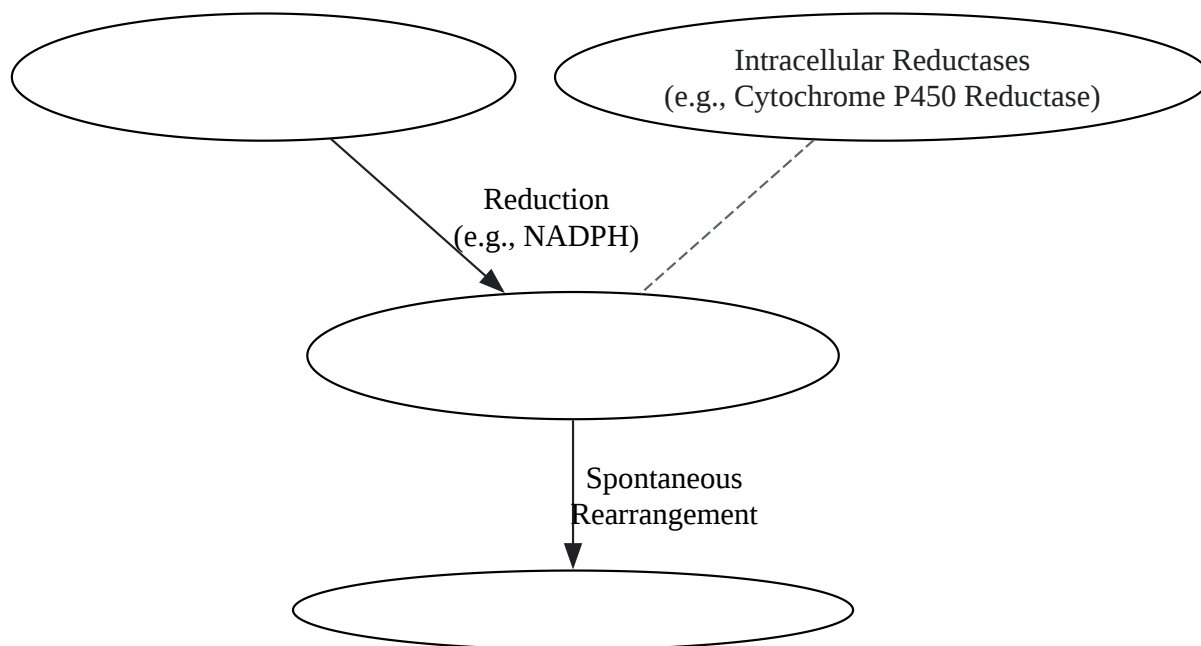 Intracellular Reductases
(e.g., Cytochrome P450 Reductase)
Reduction
(e.g., NADPH)
Spontaneous
Rearrangement